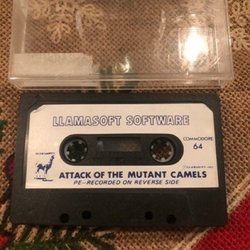 LLAMASOFT SOFTWARE
COMMODORE
64
ATTACK OF THE MUTANT CAMELS
PE-RECORDED ON REVERSE SIDE